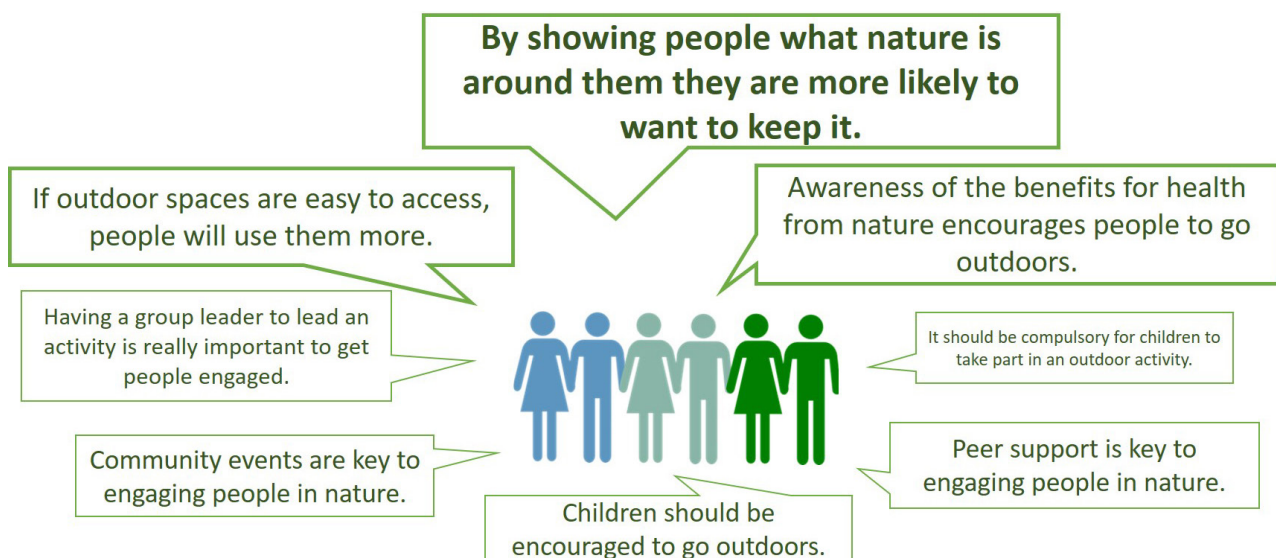 By showing people what nature is
around them they are more likely to
want to keep it.
If outdoor spaces are easy to access,
people will use them more.
Awareness of the benefits for health
from nature encourages people to go
outdoors.
Having a group leader to lead an
activity is really important to get
people engaged.
It should be compulsory for children to
take part in an outdoor activity.
Community events are key to
engaging people in nature.
Peer support is key to
engaging people in nature.
Children should be
encouraged to go outdoors.